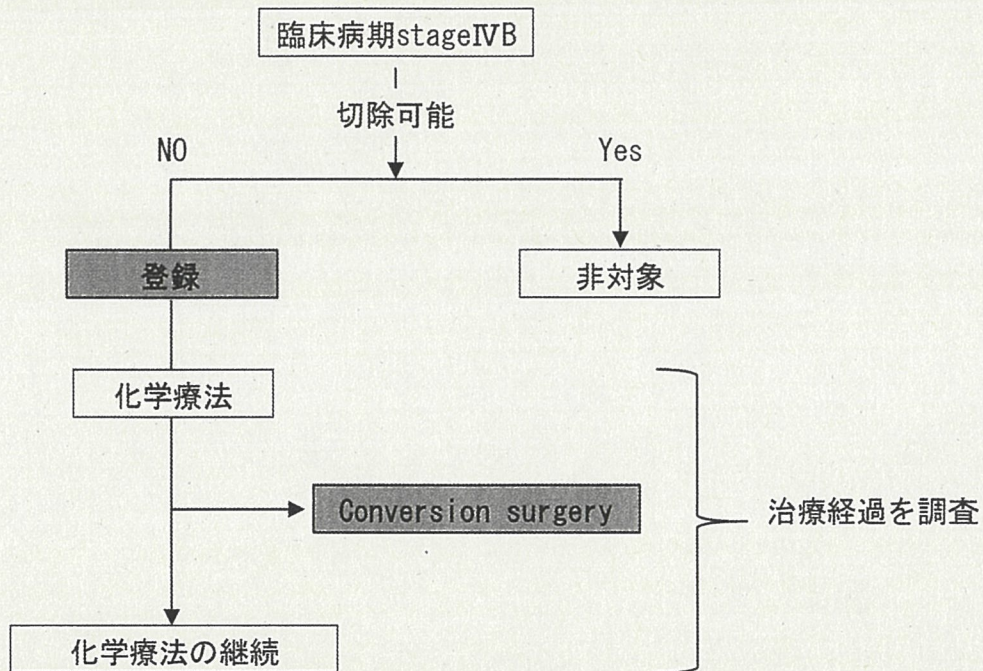 臨床病期stageⅣB
切除可能
NO
Yes
登録
非対象
化学療法
Conversion surgery
治療経過を調査
化学療法の継続